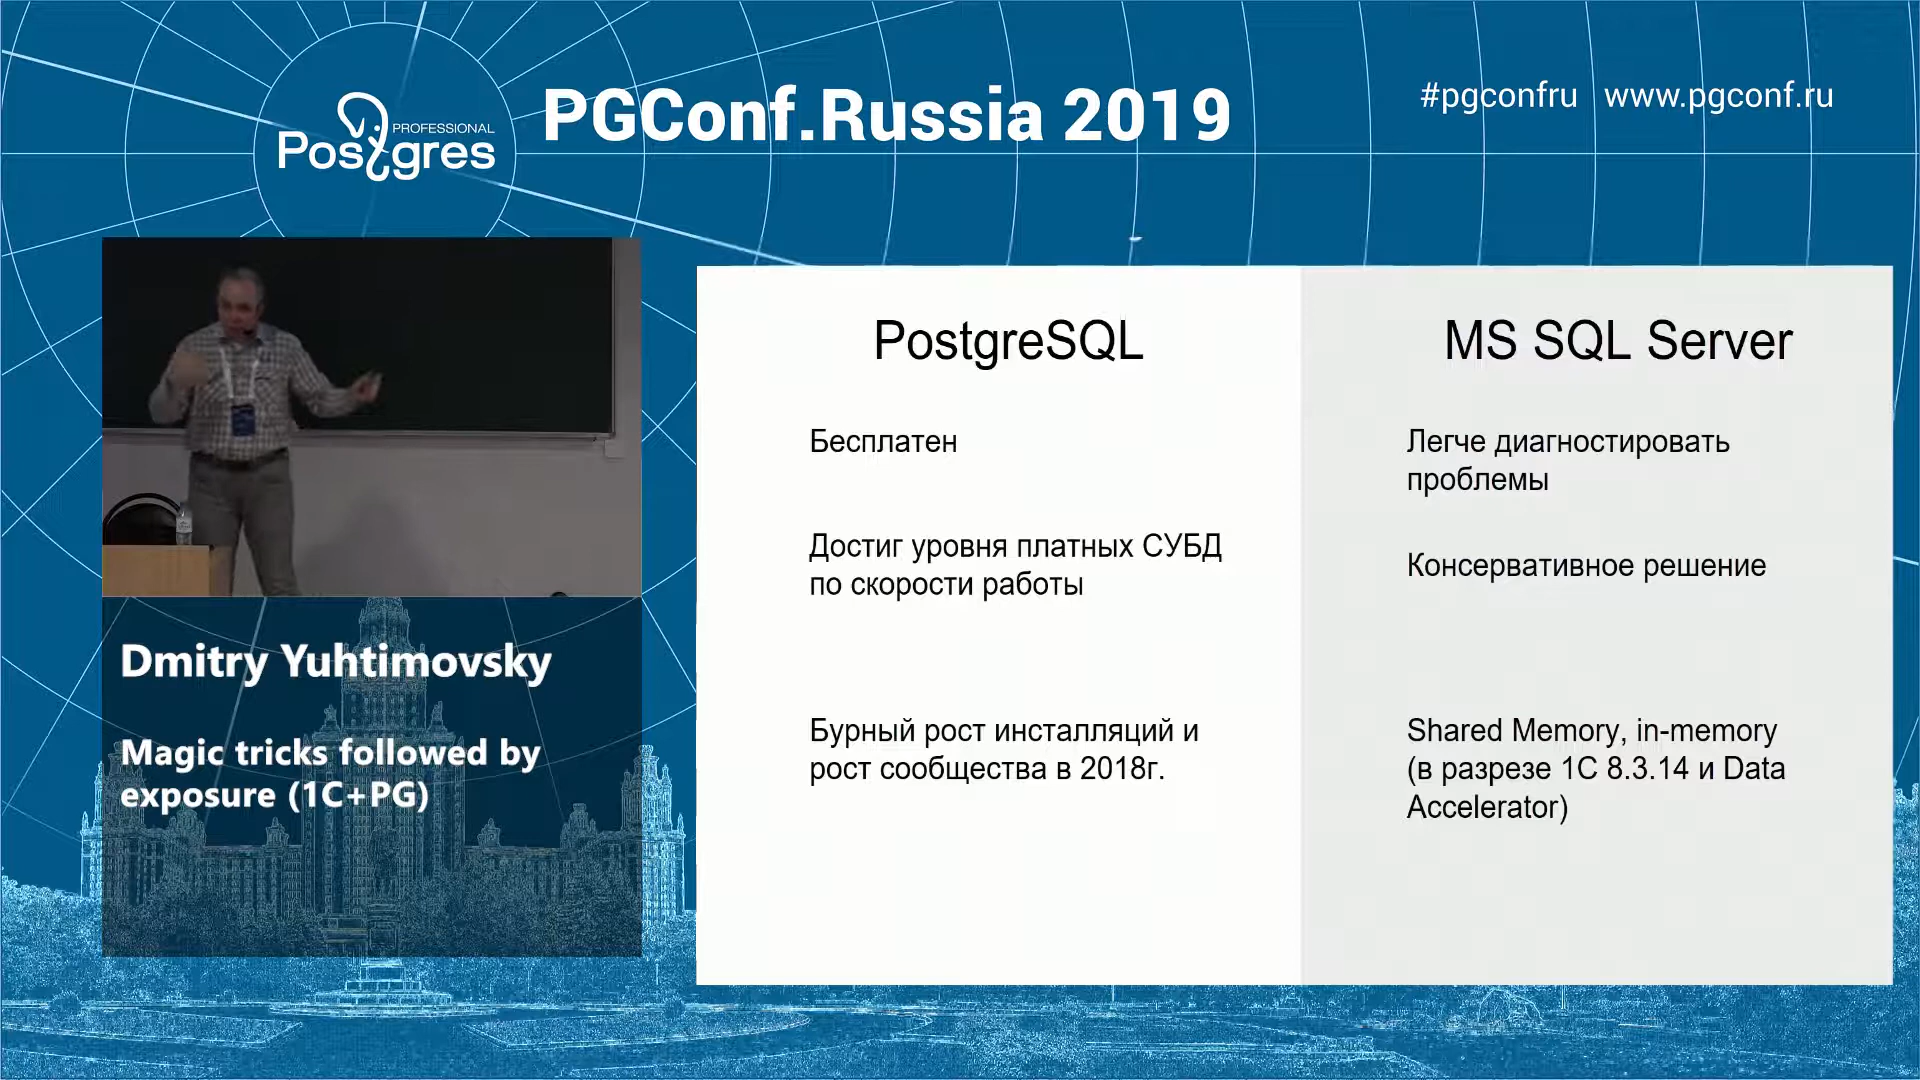 PROFESSIONAL
Postgres
PGConf.Russia 2019
#pgconfru www.pgconf.ru
Dmitry Yuhtimovsky
Magic tricks followed by
exposure (1C+PG)
PostgreSQL
Бесплатен
Достиг уровня платных СУБД
по скорости работы
Бурный рост инсталляций и
рост сообщества в 2018г.
MS SQL Server
Легче диагностировать
проблемы
Консервативное решение
Shared Memory, in-memory
(в разрезе 1С 8.3.14 и Data
Accelerator)